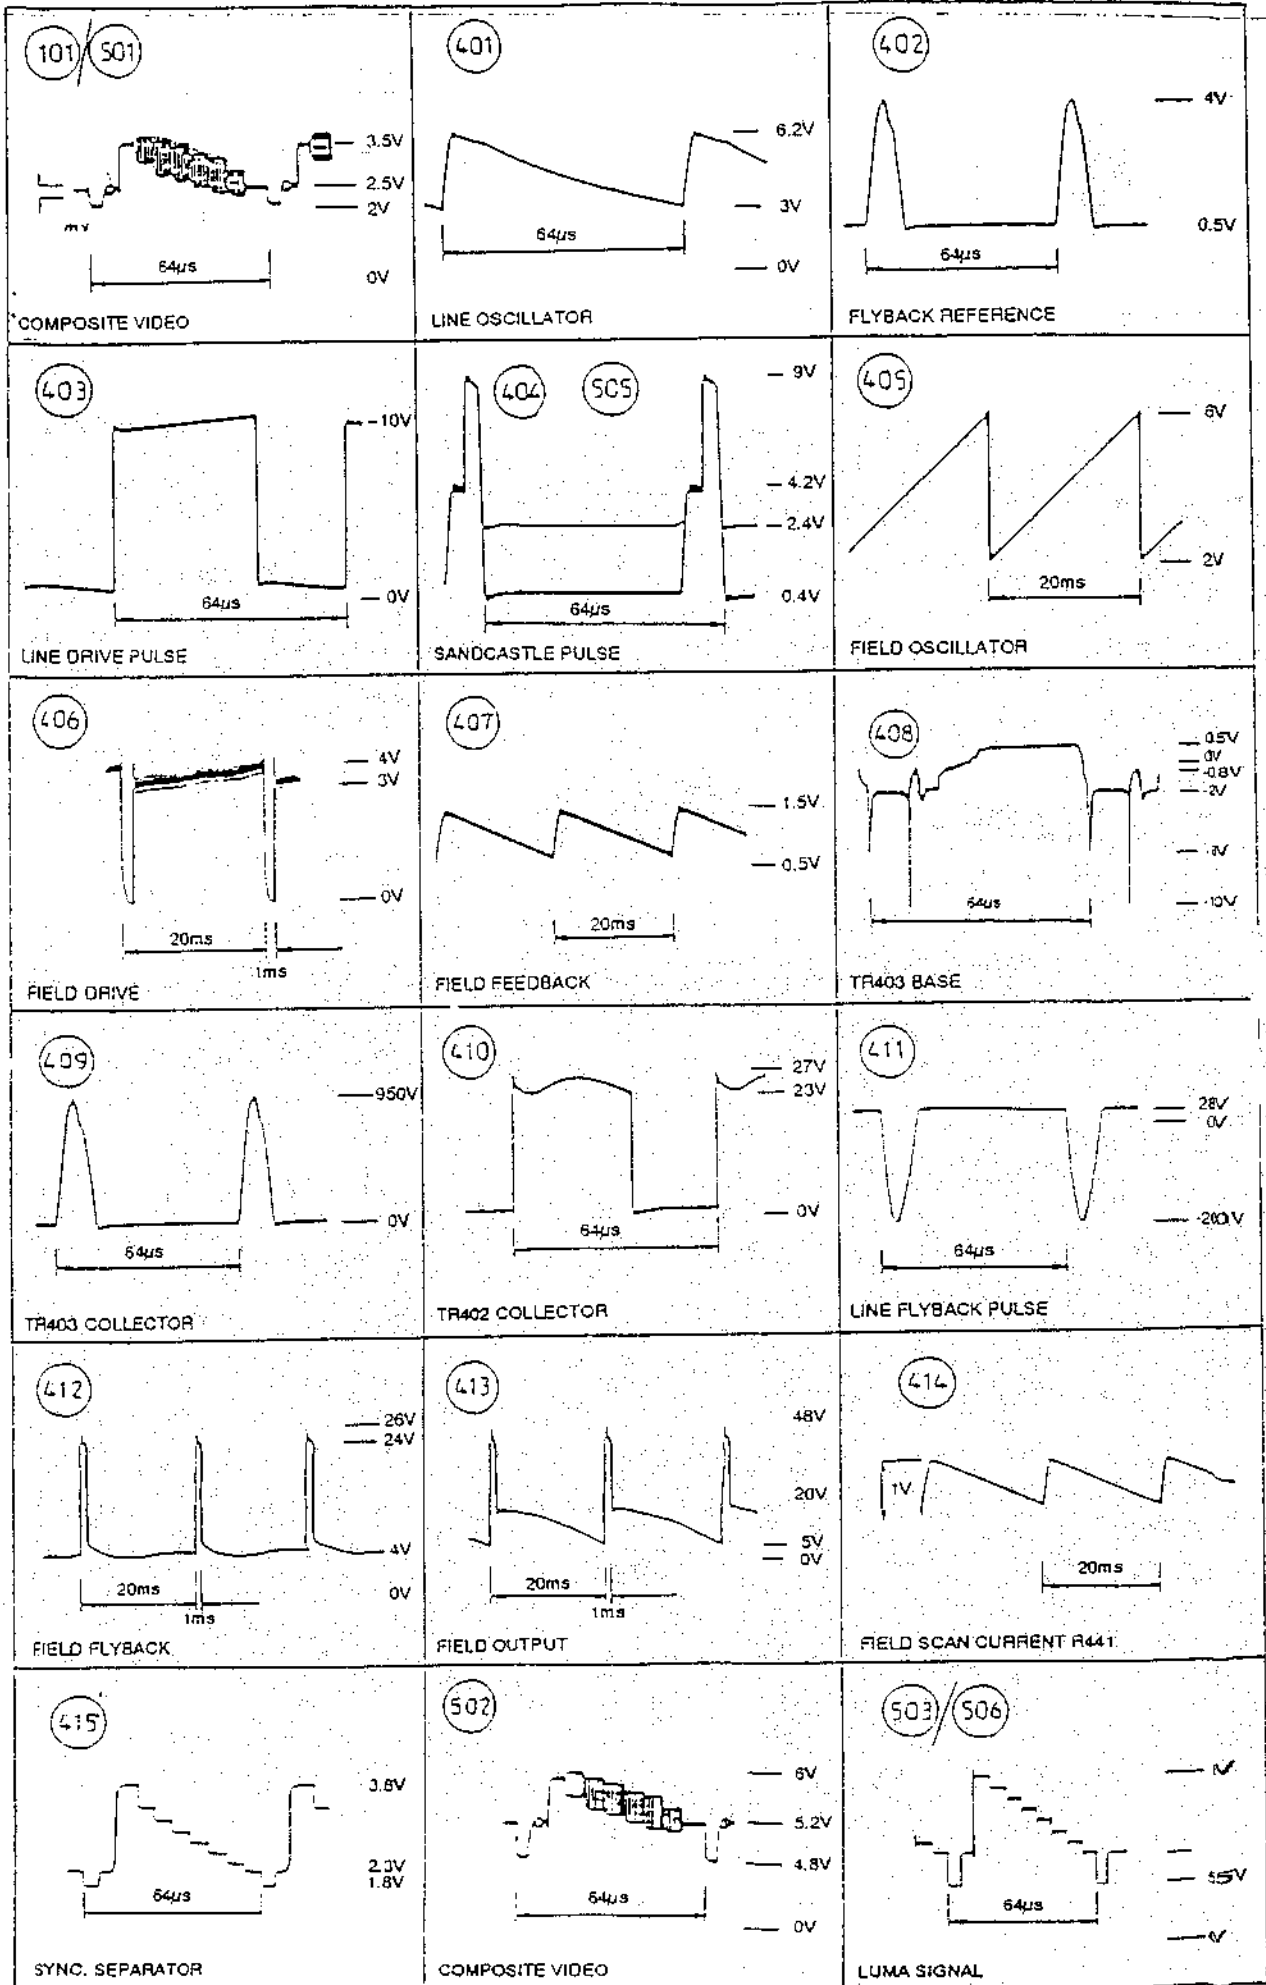 101/501
3.5V
2.5V
2V
mV
64µs
0V
COMPOSITE VIDEO
401
6.2V
3V
64µs
0V
LINE OSCILLATOR
402
4V
0.5V
64µs
FLYBACK REFERENCE
403
10V
0V
64µs
LINE DRIVE PULSE
404 505
9V
4.2V
2.4V
0.4V
64µs
SANDCASTLE PULSE
405
2V
20ms
FIELD OSCILLATOR
406
4V
3V
0V
20ms
1ms
FIELD DRIVE
407
1.5V
0.5V
20ms
FIELD FEEDBACK
408
0.5V
0V
-0.8V
-2V
-10V
64µs
TR403 BASE
409
950V
0V
64µs
TR403 COLLECTOR
410
27V
23V
0V
64µs
TR402 COLLECTOR
411
28V
0V
64µs
LINE FLYBACK PULSE
412
26V
24V
4V
0V
20ms
1ms
FIELD FLYBACK
413
48V
20V
5V
0V
20ms
1ms
FIELD OUTPUT
414
1V
20ms
FIELD SCAN CURRENT R441
415
3.8V
2.3V
1.8V
64µs
SYNC. SEPARATOR
502
6V
5.2V
4.8V
0V
64µs
COMPOSITE VIDEO
503/506
64µs
LUMA SIGNAL